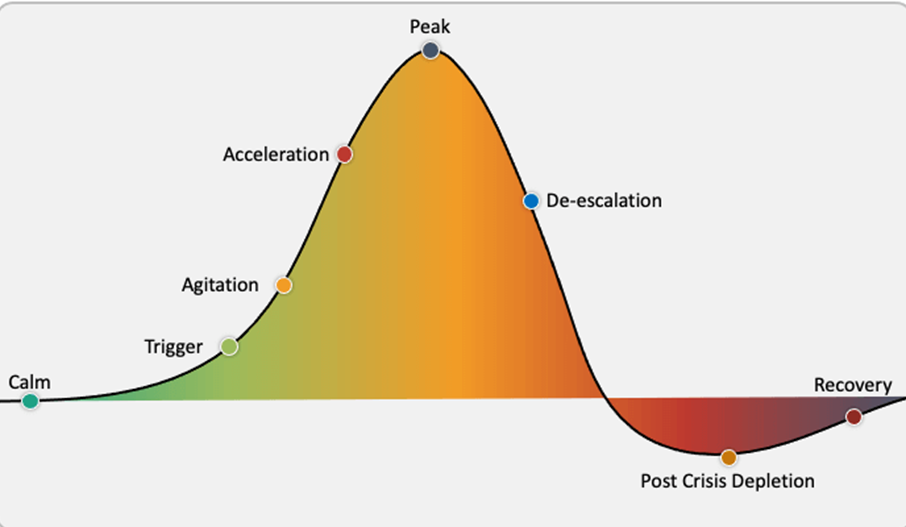 Peak
Acceleration
De-escalation
Agitation
Trigger
Calm
Recovery
Post Crisis Depletion